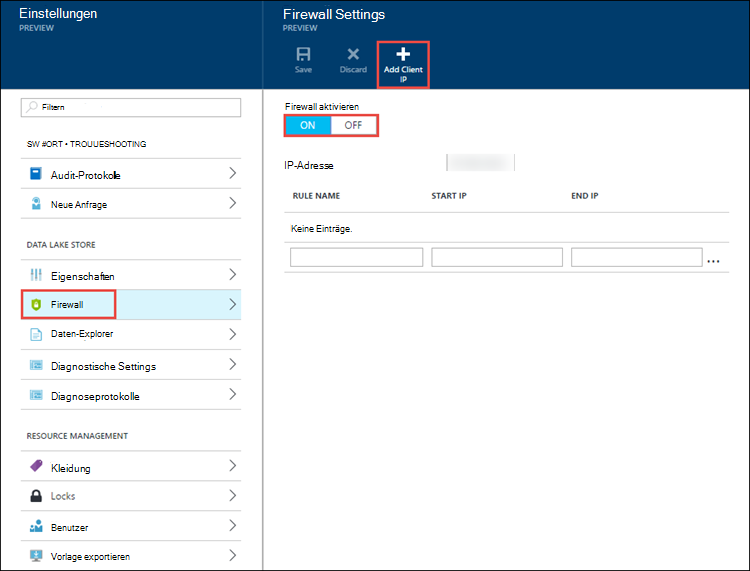 Einstellungen
PREVIEW
Filtern
SW #ORT • TROUUESHOOTING
Audit-Protokolle
Neue Anfrage
DATA LAKE STORE
Eigenschaften
Firewall
Daten-Explorer
Diagnostische Settings
Diagnoseprotokolle
RESOURCE MANAGEMENT
Kleidung
Locks
Benutzer
Vorlage exportieren
Firewall Settings
PREVIEW
Save
Discard
Add Client
IP
Firewall aktivieren
ON OFF
IP-Adresse
RULE NAME START IP END IP
Keine Einträge.
...